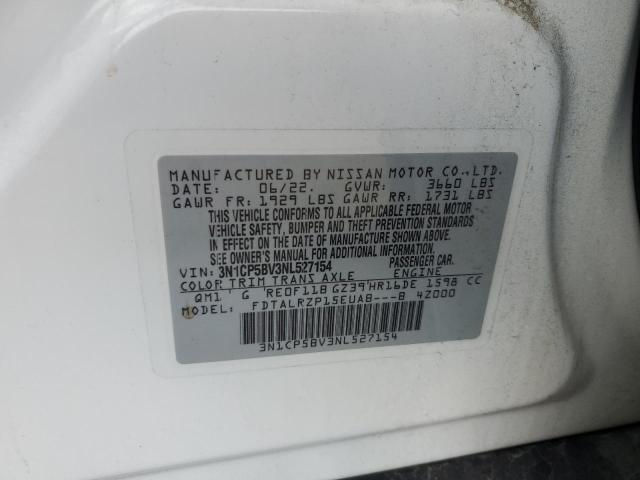 MANUFACTURED BY NISSAN MOTOR CO.,LTD.
DATE: 06/22. GVWR: 3660 LBS
GAWR FR: 1929 LBS GAWR RR: 1731 LBS
THIS VEHICLE CONFORMS TO ALL APPLICABLE FEDERAL MOTOR
VEHICLE SAFETY, BUMPER AND THEFT PREVENTION STANDARDS
IN EFFECT ON THE DATE OF MANUFACTURE SHOWN ABOVE.
SEE OWNER'S MANUAL FOR ADDITIONAL INFORMATION.
VIN: 3N1CP5BV3NL527154 PASSENGER CAR.
COLOR TRIM TRANS AXLE ENGINE
QM1 G RE0F11B GZ39 HR16DE 1598 CC
MODEL: FDTALRZP15EUAB---B 4Z000
3N1CP5BV3NL527154